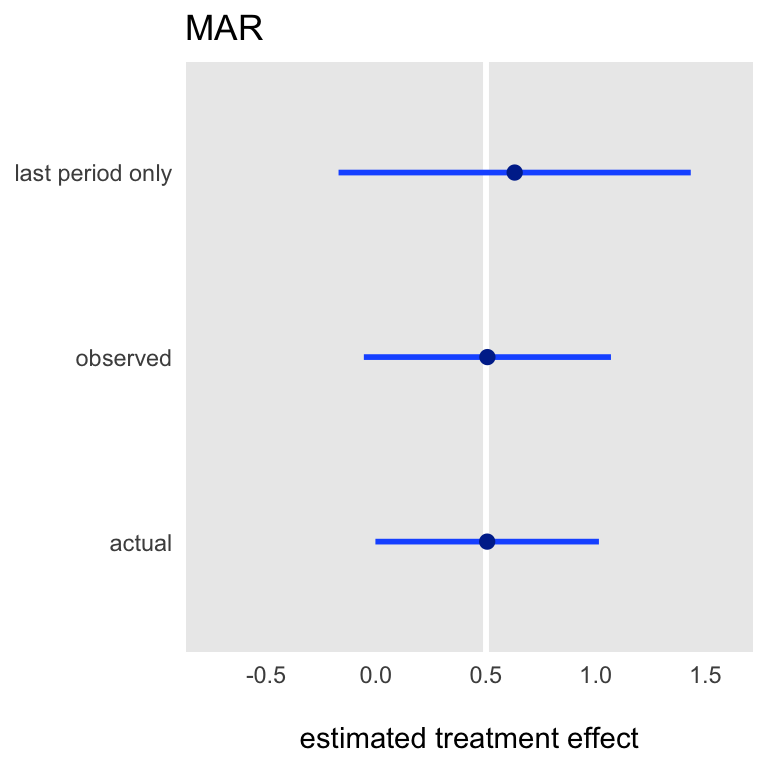 MAR
last period only
observed
actual
-0.5 0.0 0.5 1.0 1.5
estimated treatment effect